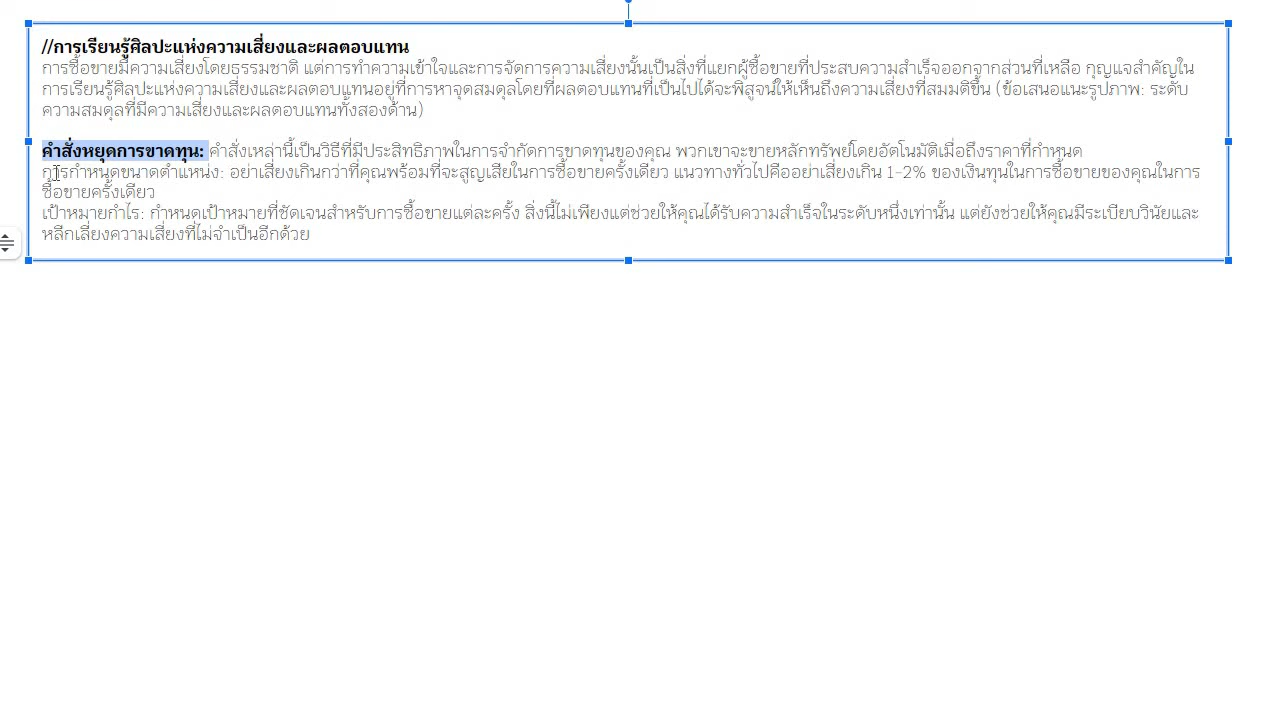 //การเรียนรู้ศิลปะแห่งความเสี่ยงและผลตอบแทน
การซื้อขายมีความเสี่ยงโดยธรรมชาติ แต่การทำความเข้าใจและการจัดการความเสี่ยงนั้นเป็นสิ่งที่แยกผู้ซื้อขายที่ประสบความสำเร็จออกจากส่วนที่เหลือ กุญแจสำคัญใน
การเรียนรู้ศิลปะแห่งความเสี่ยงและผลตอบแทนอยู่ที่การหาจุดสมดุลโดยที่ผลตอบแทนที่เป็นไปได้จะพิสูจน์ให้เห็นถึงความเสี่ยงที่สมมติขึ้น (ข้อเสนอแนะรูปภาพ: ระดับ
ความสมดุลที่มีความเสี่ยงและผลตอบแทนทั้งสองด้าน)
คำสั่งหยุดการขาดทุน: คำสั่งเหล่านี้เป็นวิธีที่มีประสิทธิภาพในการจำกัดการขาดทุนของคุณ พวกเขาจะขายหลักทรัพย์โดยอัตโนมัติเมื่อถึงราคาที่กำหนด
การกำหนดขนาดตำแหน่ง: อย่าเสี่ยงเกินกว่าที่คุณพร้อมที่จะสูญเสียในการซื้อขายครั้งเดียว แนวทางทั่วไปคืออย่าเสี่ยงเกิน 1-2% ของเงินทุนในการซื้อขายของคุณในการ
ซื้อขายครั้งเดียว
เป้าหมายกำไร: กำหนดเป้าหมายที่ชัดเจนสำหรับการซื้อขายแต่ละครั้ง สิ่งนี้ไม่เพียงแต่ช่วยให้คุณได้รับความสำเร็จในระดับหนึ่งเท่านั้น แต่ยังช่วยให้คุณมีระเบียบวินัยและ
หลีกเลี่ยงความเสี่ยงที่ไม่จำเป็นอีกด้วย